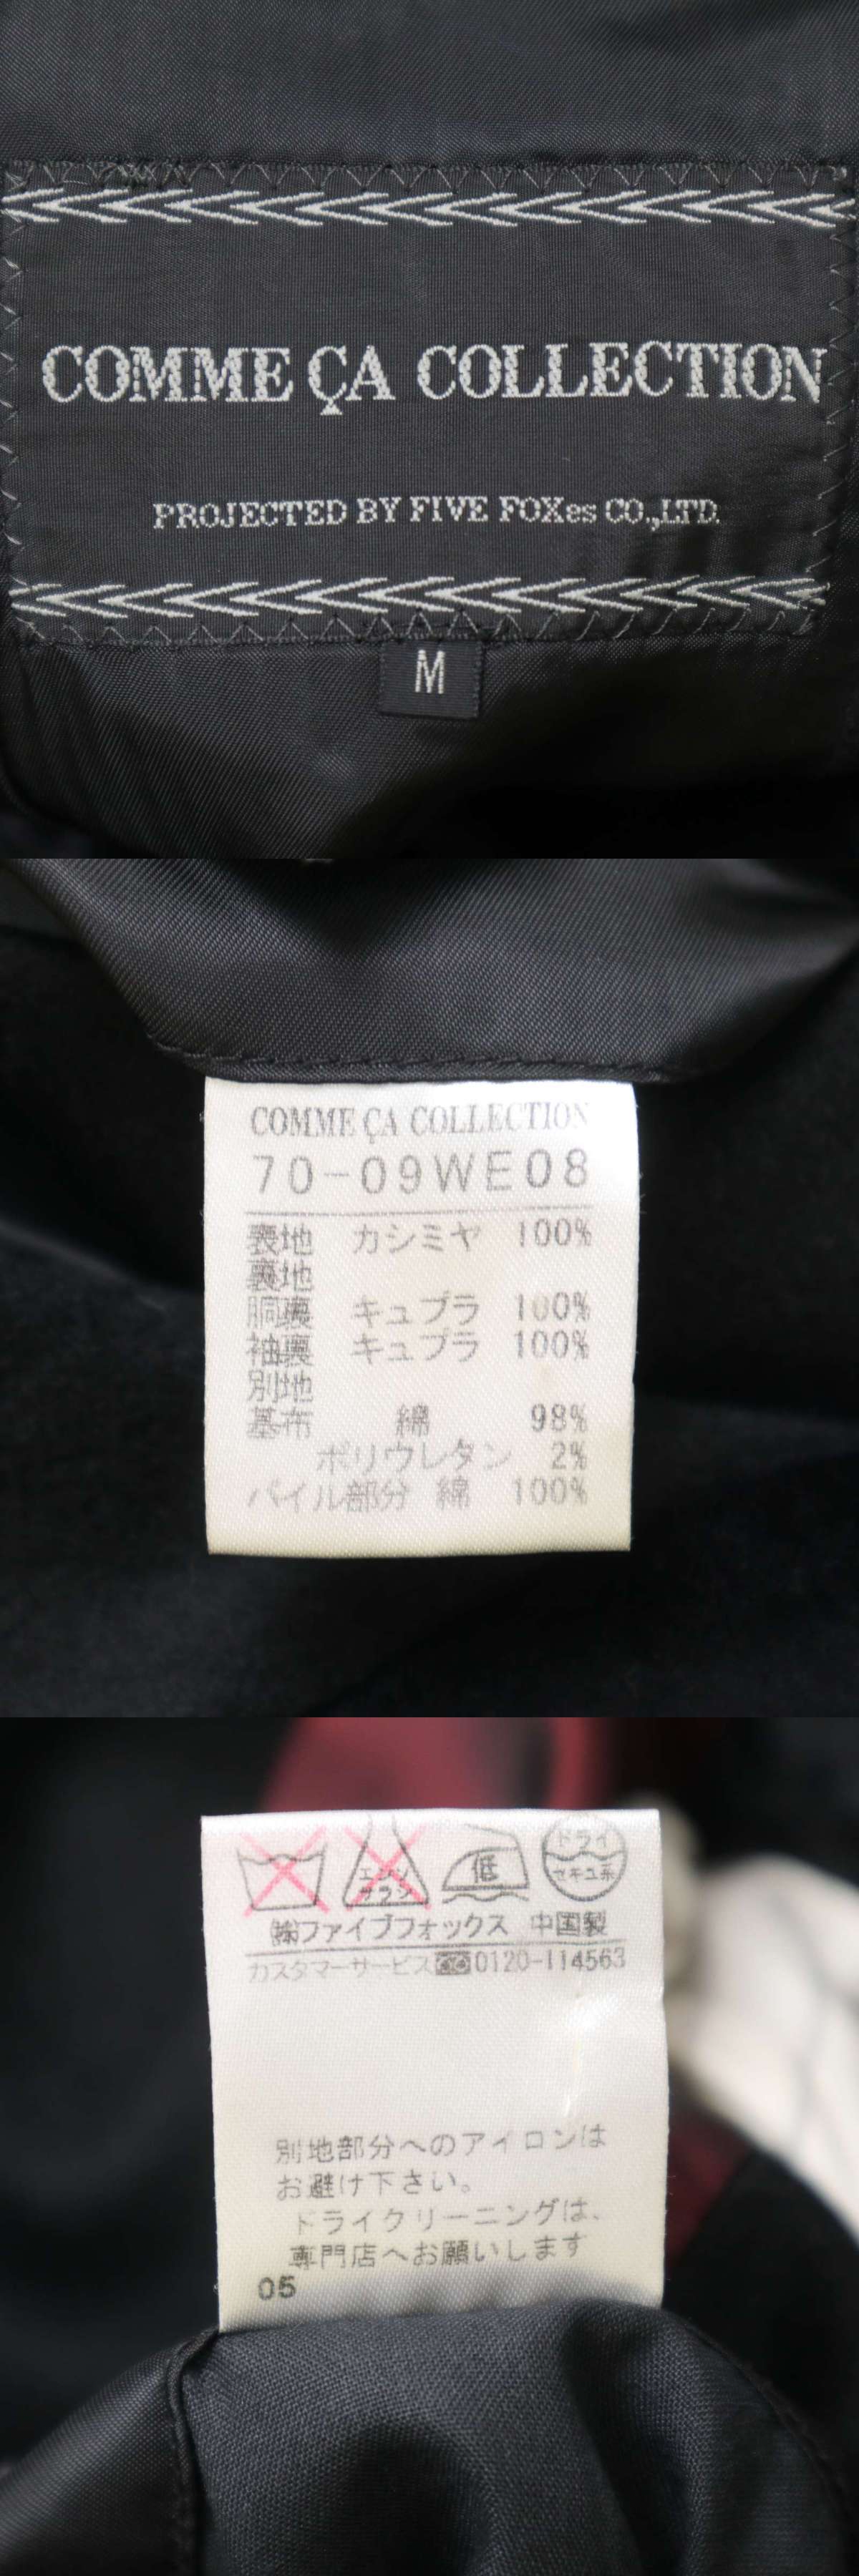 COMME ÇA COLLECTION
PROJECTED BY FIVE FOXes CO.,LTD.
M
COMME ÇA COLLECTION
70-09WE08
表地 カシミヤ 100%
裏地
胴裏 キュプラ 100%
袖裏 キュプラ 100%
別地
基布 綿 98%
ポリウレタン 2%
パイル部分 綿 100%
エンソ サラシ 低 ドライ セキユ系
㈱ファイブフォックス 中国製
カスタマーサービス 0120-114563
別地部分へのアイロンは
お避け下さい。
ドライクリーニングは、
専門店へお願いします
05